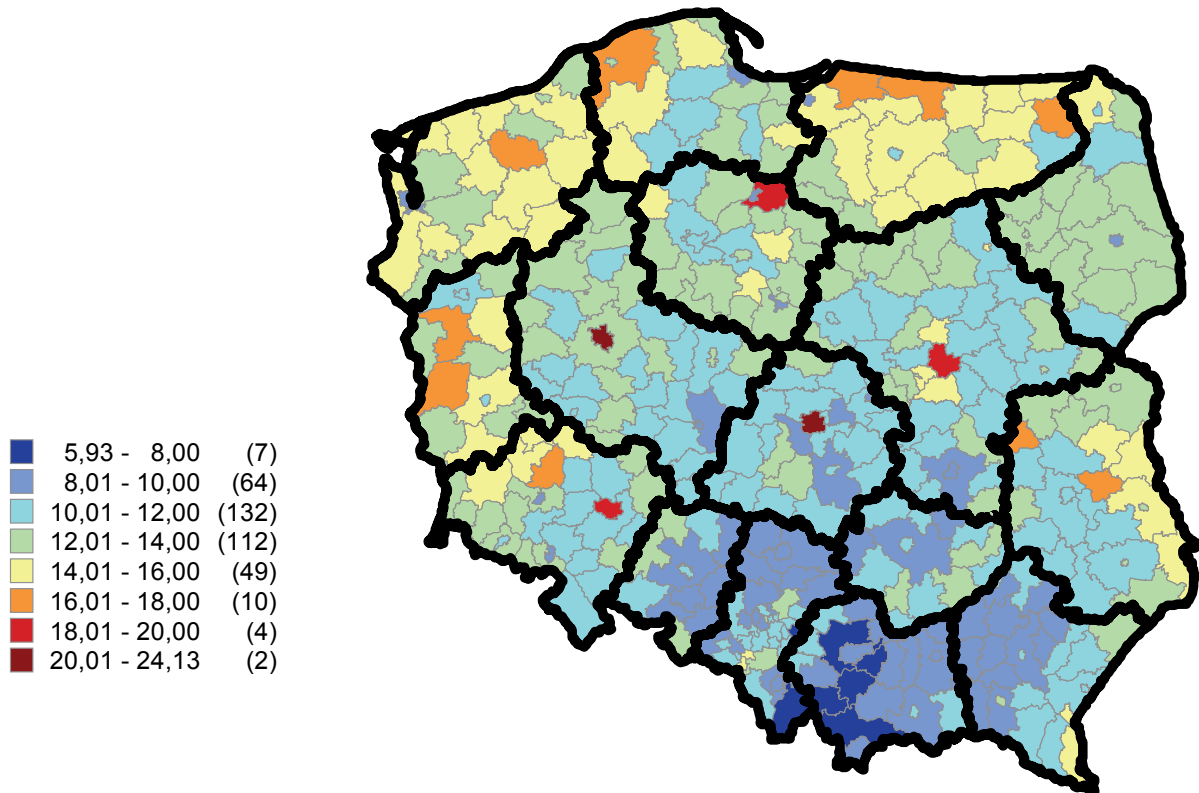 5,93 - 8,00 (7)
8,01 - 10,00 (64)
10,01 - 12,00 (132)
12,01 - 14,00 (112)
14,01 - 16,00 (49)
16,01 - 18,00 (10)
18,01 - 20,00 (4)
20,01 - 24,13 (2)